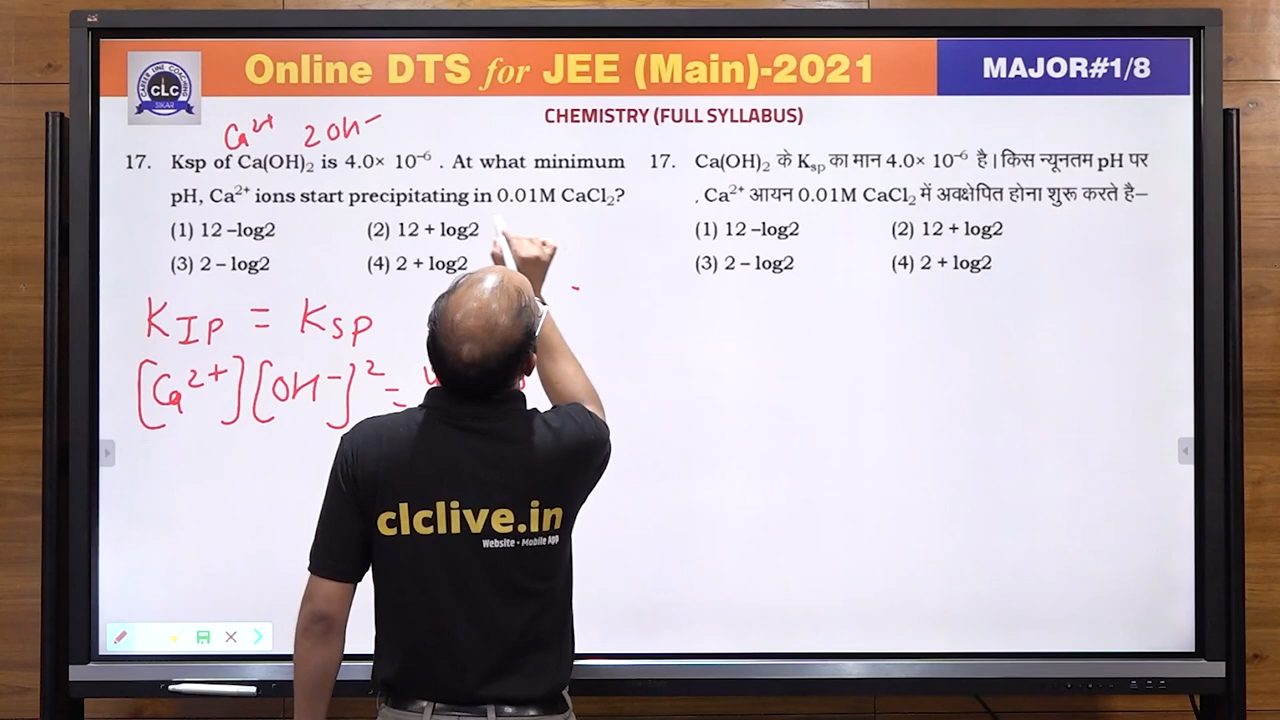 Online DTS for JEE (Main)-2021
MAJOR#1/8
CAREER LINE COACHING
CLC
SIKAR
CHEMISTRY (FULL SYLLABUS)
Ca²⁺ 2OH⁻
17. Ksp of Ca(OH)₂ is 4.0× 10⁻⁶ . At what minimum
pH, Ca²⁺ ions start precipitating in 0.01M CaCl₂?
(1) 12 –log2 (2) 12 + log2
(3) 2 – log2 (4) 2 + log2
17. Ca(OH)₂ के Kₛₚ का मान 4.0× 10⁻⁶ है। किस न्यूनतम pH पर
, Ca²⁺ आयन 0.01M CaCl₂ में अवक्षेपित होना शुरू करते है–
(1) 12 –log2 (2) 12 + log2
(3) 2 – log2 (4) 2 + log2
KIP = KSP
[Ca²⁺][OH⁻]² =
clclive.in
Website - Mobile App